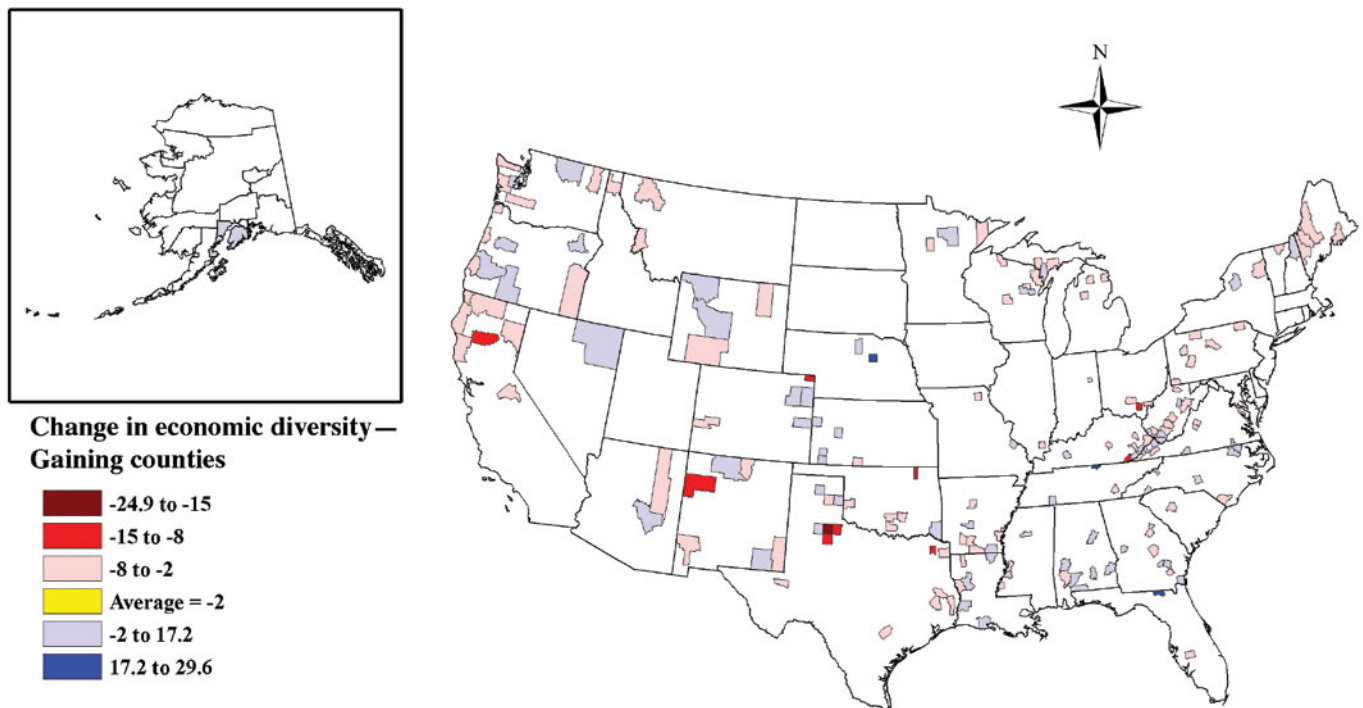 N
Change in economic diversity—
Gaining counties
-24.9 to -15
-15 to -8
-8 to -2
Average = -2
-2 to 17.2
17.2 to 29.6